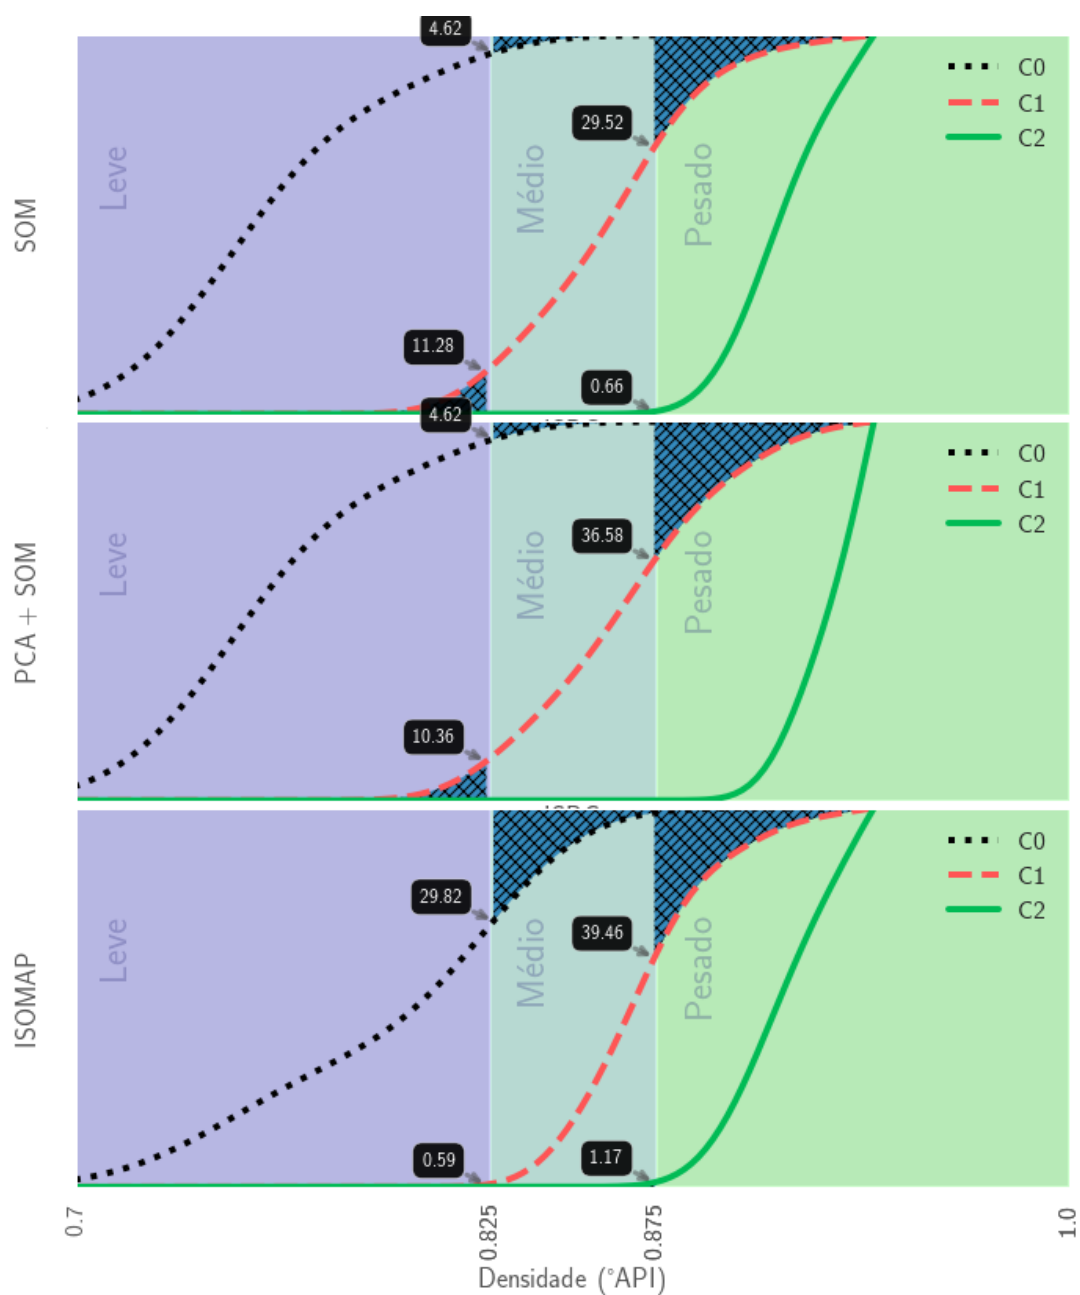 SOM
4.62
29.52
11.28
0.66
Leve
Médio
Pesado
C0
C1
C2
PCA + SOM
4.62
36.58
10.36
Leve
Médio
Pesado
C0
C1
C2
ISOMAP
29.82
39.46
0.59
1.17
Leve
Médio
Pesado
C0
C1
C2
0.7
0.825
0.875
1.0
Densidade (°API)